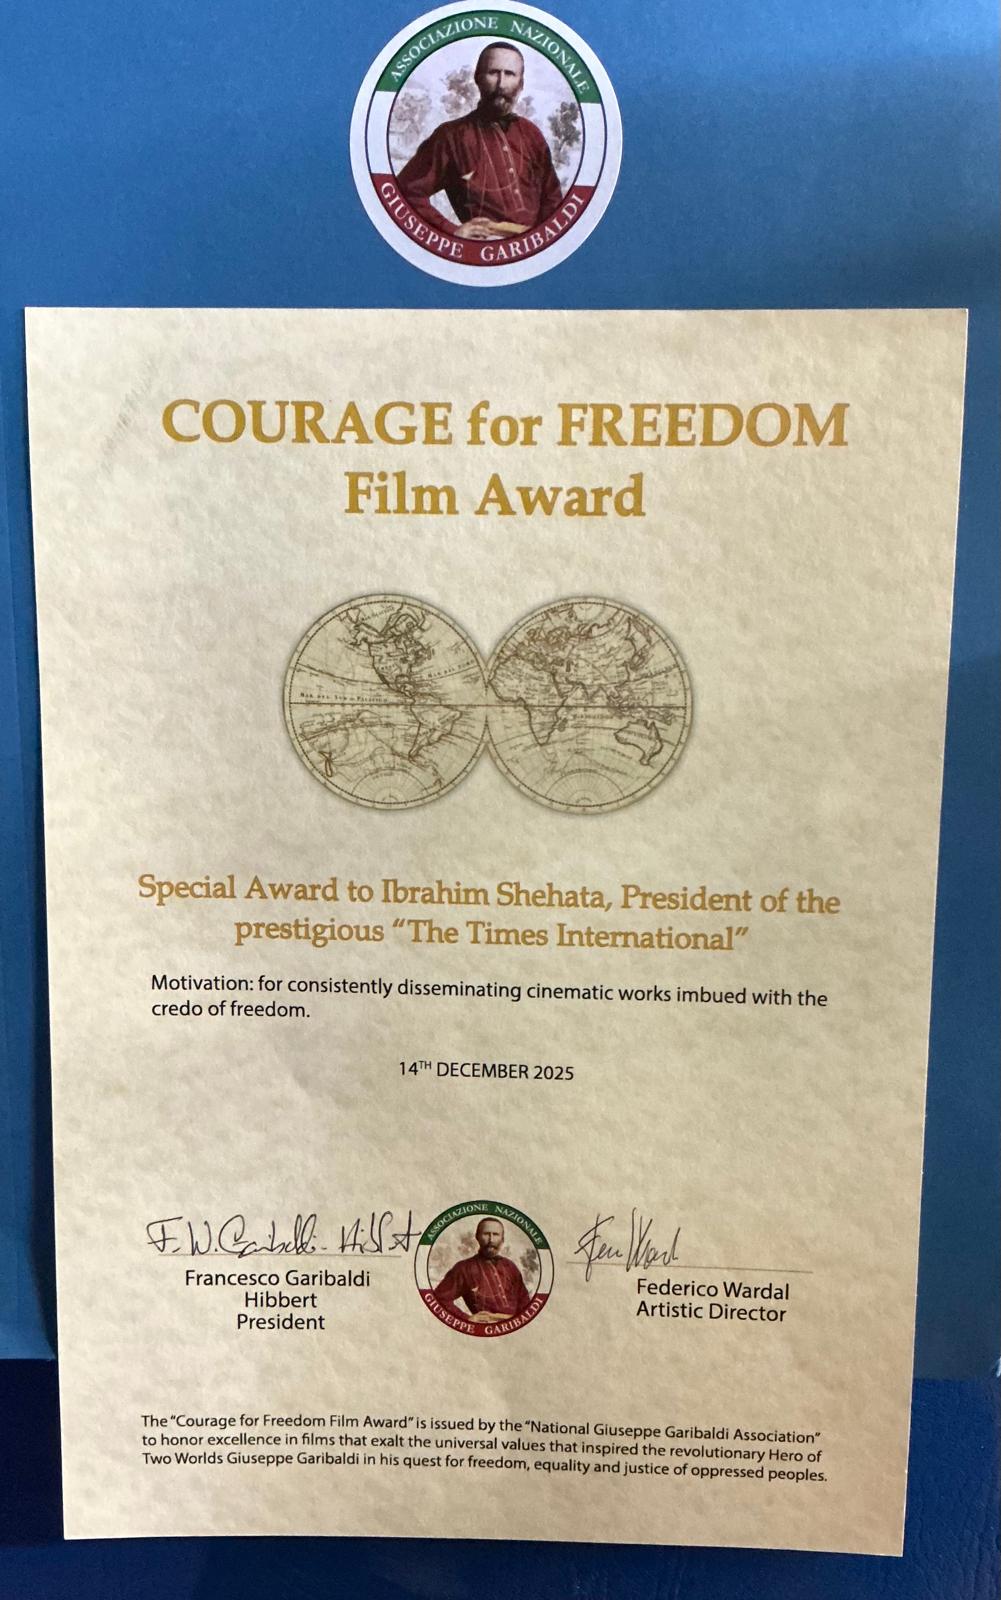 ASSOCIAZIONE NAZIONALE
GIUSEPPE GARIBALDI
COURAGE for FREEDOM
Film Award
Special Award to Ibrahim Shehata, President of the
prestigious “The Times International”
Motivation: for consistently disseminating cinematic works imbued with the
credo of freedom.
14TH DECEMBER 2025
ASSOCIAZIONE NAZIONALE
GIUSEPPE GARIBALDI
Francesco Garibaldi
Hibbert
President
Federico Wardal
Artistic Director
The “Courage for Freedom Film Award” is issued by the “National Giuseppe Garibaldi Association”
to honor excellence in films that exalt the universal values that inspired the revolutionary Hero of
Two Worlds Giuseppe Garibaldi in his quest for freedom, equality and justice of oppressed peoples.